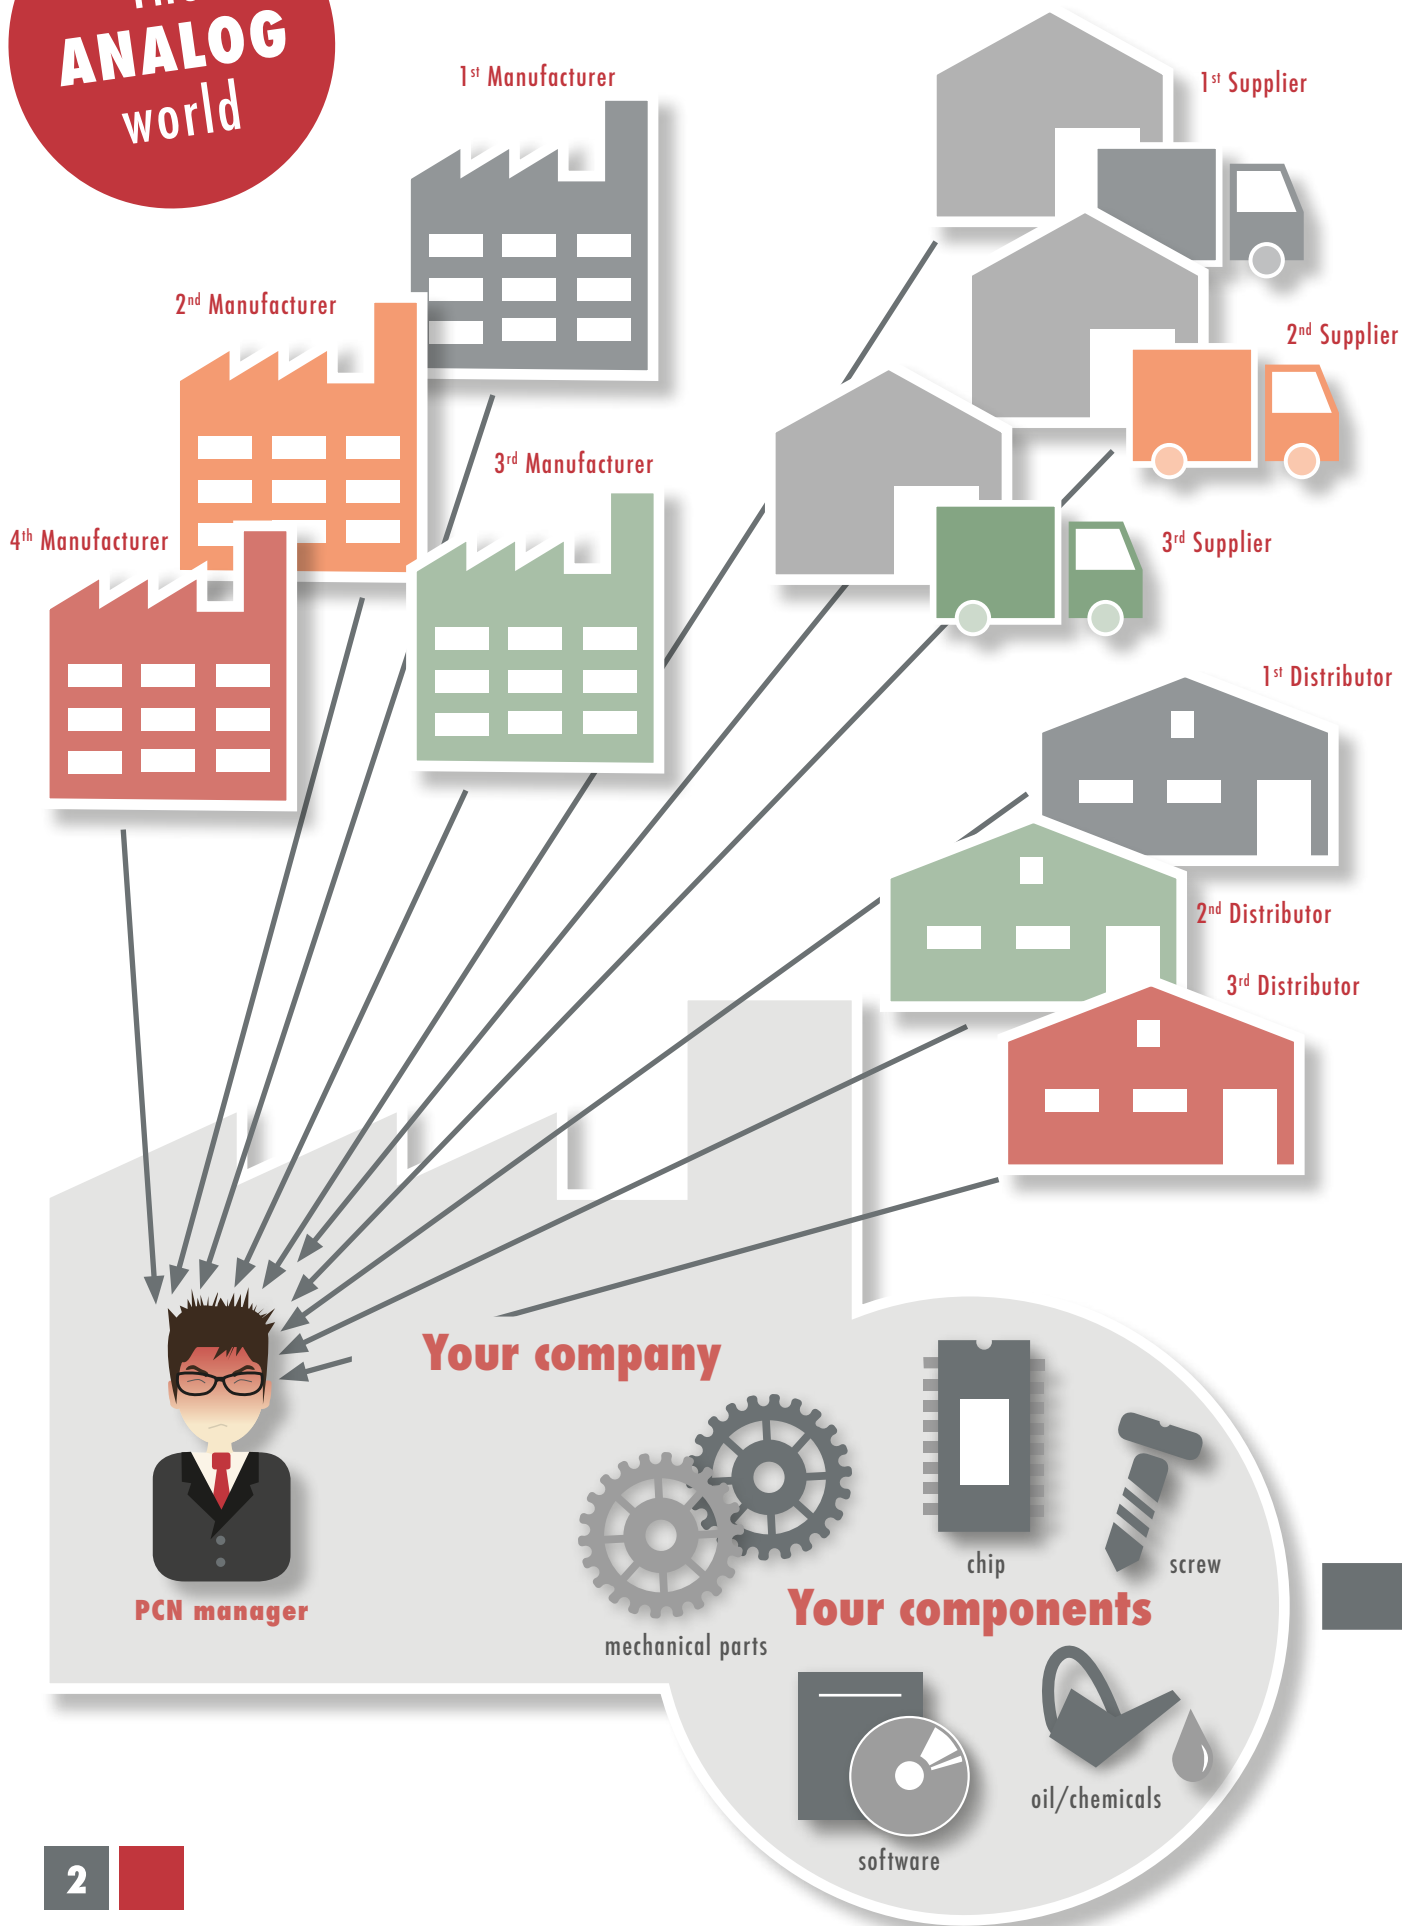 ANALOG
world
1st Manufacturer
1st Supplier
2nd Manufacturer
2nd Supplier
3rd Manufacturer
4th Manufacturer
3rd Supplier
1st Distributor
2nd Distributor
3rd Distributor
Your company
chip
screw
PCN manager
Your components
mechanical parts
oil/chemicals
software
2